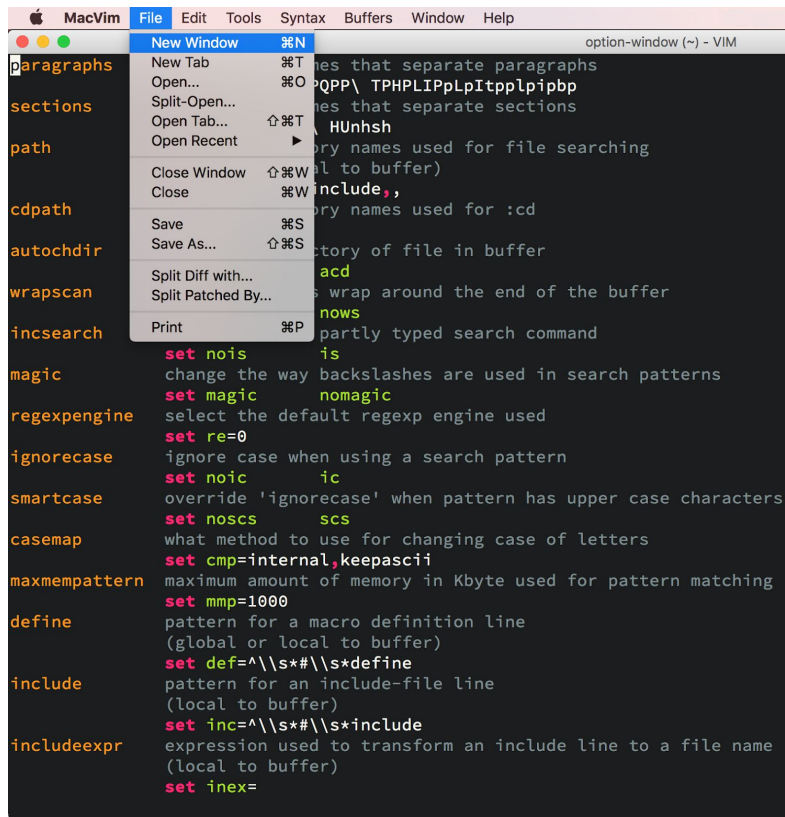 MacVim File Edit Tools Syntax Buffers Window Help
option-window (~) - VIM
New Window ⌘N
New Tab ⌘T
Open... ⌘O
Split-Open...
Open Tab... ⇧⌘T
Open Recent ▶
Close Window ⇧⌘W
Close ⌘W
Save ⌘S
Save As... ⇧⌘S
Split Diff with...
Split Patched By...
Print ⌘P
paragraphs that separate paragraphs
PQPP\ TPHPLIPpLpItpplpipbp
sections that separate sections
\ HUnhsh
path names used for file searching
to buffer)
include,,
cdpath names used for :cd
autochdir of file in buffer
acd
wrapscan wrap around the end of the buffer
nows
incsearch partly typed search command
set nois is
magic change the way backslashes are used in search patterns
set magic nomagic
regexpengine select the default regexp engine used
set re=0
ignorecase ignore case when using a search pattern
set noic ic
smartcase override 'ignorecase' when pattern has upper case characters
set noscs scs
casemap what method to use for changing case of letters
set cmp=internal,keepascii
maxmempattern maximum amount of memory in Kbyte used for pattern matching
set mmp=1000
define pattern for a macro definition line
(global or local to buffer)
set def=^\\s*#\\s*define
include pattern for an include-file line
(local to buffer)
set inc=^\\s*#\\s*include
includeexpr expression used to transform an include line to a file name
(local to buffer)
set inex=